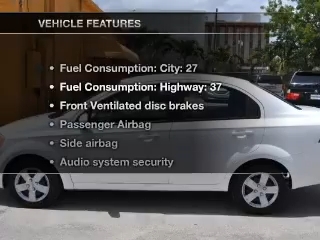 VEHICLE FEATURES
• Fuel Consumption: City: 27
• Fuel Consumption: Highway: 37
• Front Ventilated disc brakes
• Passenger Airbag
• Side airbag
• Audio system security